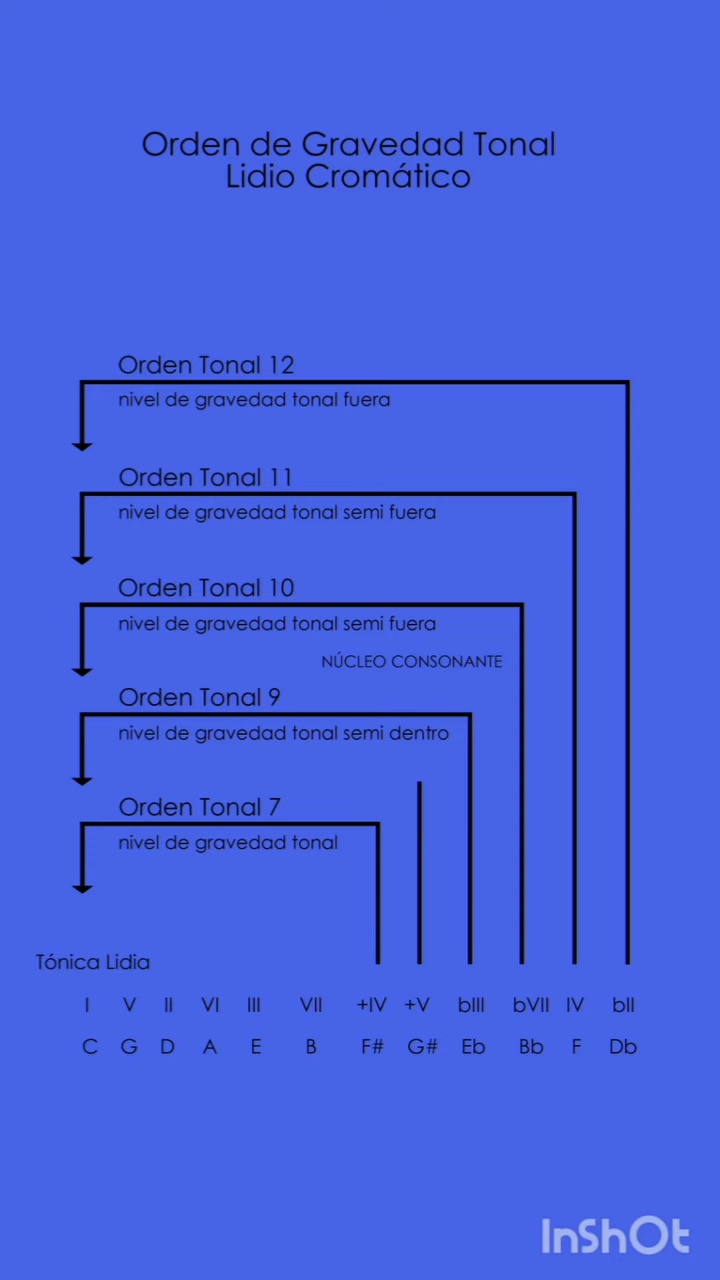 Orden de Gravedad Tonal
Lidio Cromático
Orden Tonal 12
nivel de gravedad tonal fuera
Orden Tonal 11
nivel de gravedad tonal semi fuera
Orden Tonal 10
nivel de gravedad tonal semi fuera
NÚCLEO CONSONANTE
Orden Tonal 9
nivel de gravedad tonal semi dentro
Orden Tonal 7
nivel de gravedad tonal
Tónica Lidia
I V II VI III VII +IV +V bIII bVII IV bII
C G D A E B F# G# Eb Bb F Db
InShOt